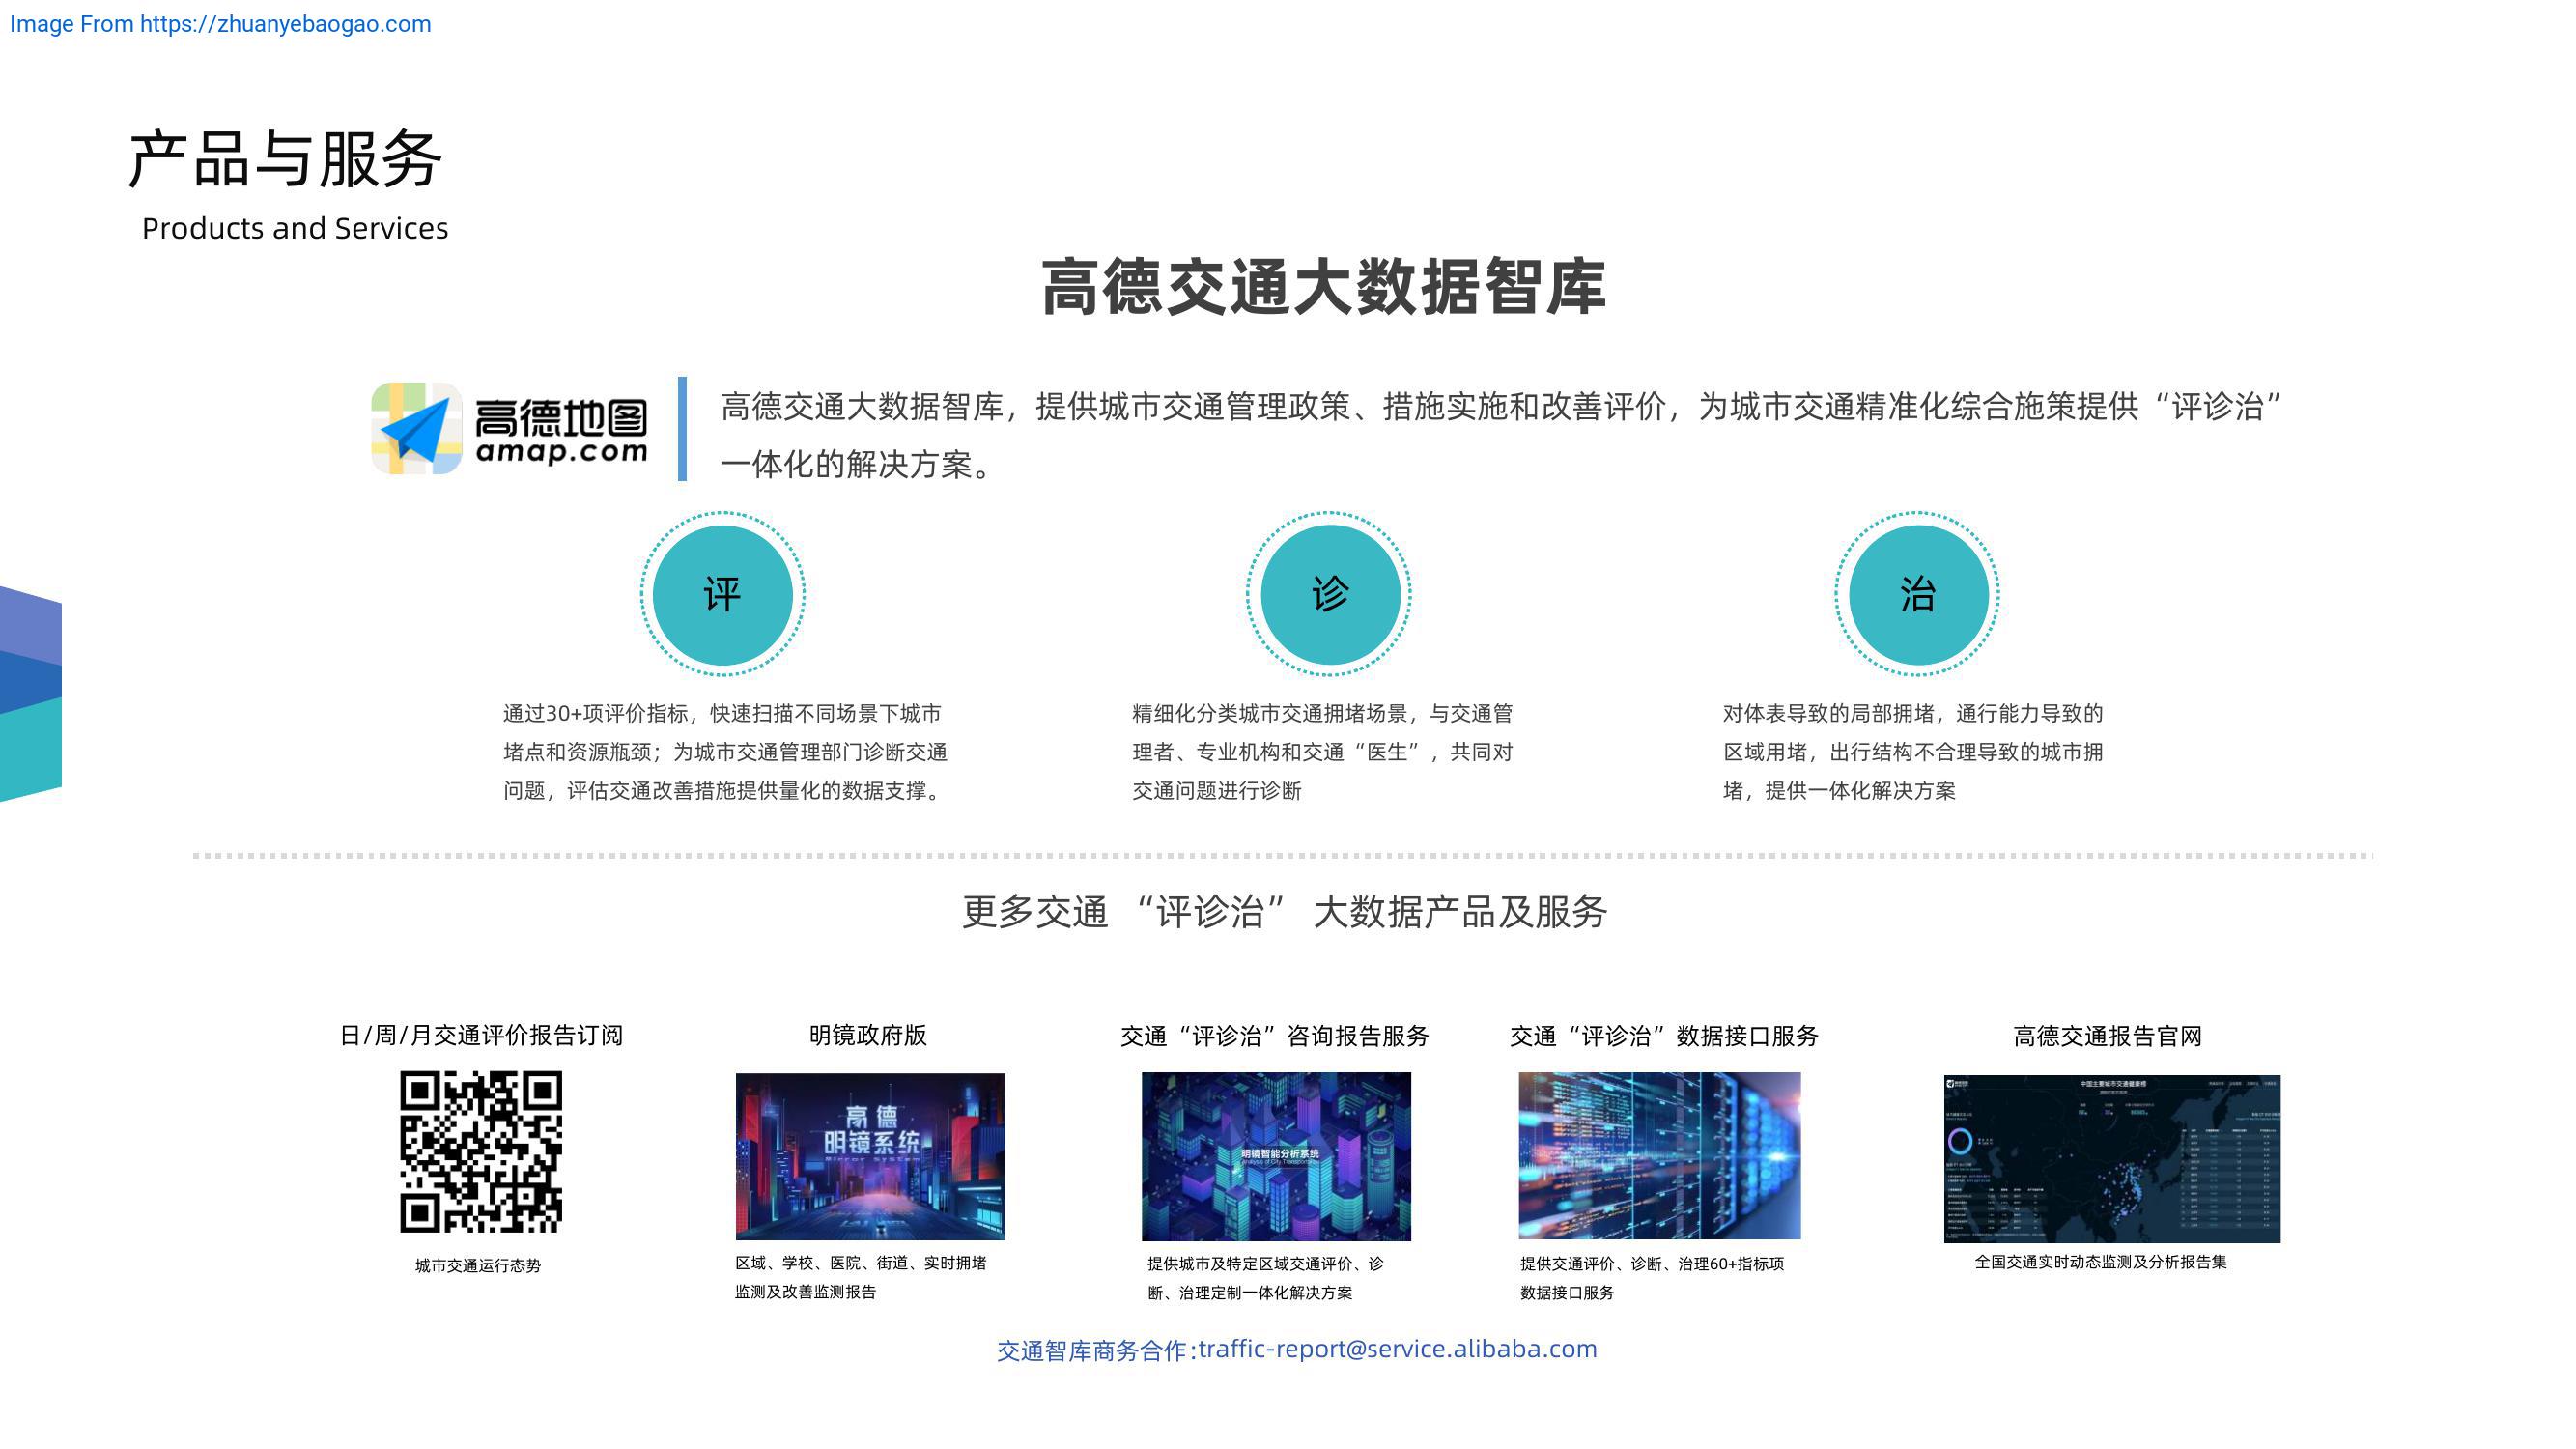 Image From https://zhuanyebaogao.com
产品与服务
Products and Services
高德交通大数据智库
高德地图
amap.com
高德交通大数据智库，提供城市交通管理政策、措施实施和改善评价，为城市交通精准化综合施策提供“评诊治”
一体化的解决方案。
评
诊
治
通过30+项评价指标，快速扫描不同场景下城市
堵点和资源瓶颈；为城市交通管理部门诊断交通
问题，评估交通改善措施提供量化的数据支撑。
精细化分类城市交通拥堵场景，与交通管
理者、专业机构和交通“医生”，共同对
交通问题进行诊断
对体表导致的局部拥堵，通行能力导致的
区域用堵，出行结构不合理导致的城市拥
堵，提供一体化解决方案
更多交通 “评诊治” 大数据产品及服务
日/周/月交通评价报告订阅
城市交通运行态势
明镜政府版
高德
明镜系统
Mirror System
区域、学校、医院、街道、实时拥堵
监测及改善监测报告
交通“评诊治”咨询报告服务
明镜智能分析系统
Analysis of City Transportation
提供城市及特定区域交通评价、诊
断、治理定制一体化解决方案
交通“评诊治”数据接口服务
提供交通评价、诊断、治理60+指标项
数据接口服务
高德交通报告官网
中国主要城市交通健康榜
全国交通实时动态监测及分析报告集
交通智库商务合作:traffic-report@service.alibaba.com